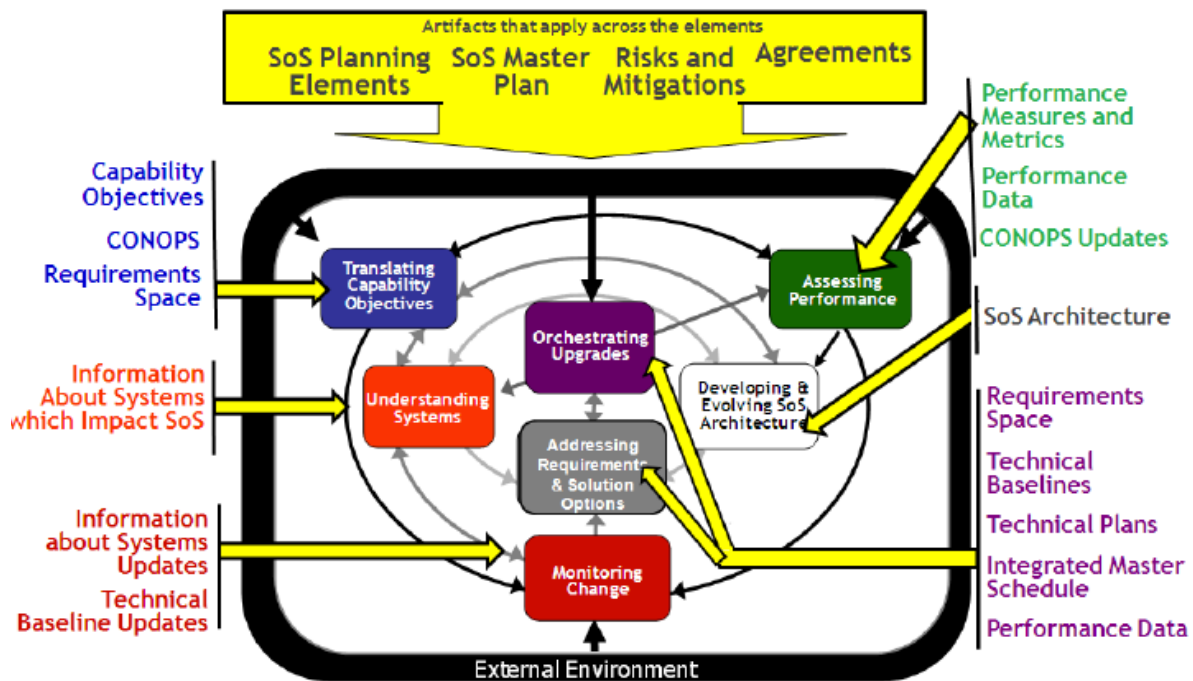 Artifacts that apply across the elements
SoS Planning
Elements
SoS Master
Plan
Risks and
Mitigations
Agreements
Capability
Objectives
CONOPS
Requirements
Space
Information
About Systems
which Impact SoS
Information
about Systems
Updates
Technical
Baseline Updates
Translating
Capability
Objectives
Assessing
Performance
Orchestrating
Upgrades
Understanding
Systems
Developing &
Evolving SoS
Architecture
Addressing
Requirements
& Solution
Options
Monitoring
Change
External Environment
Performance
Measures and
Metrics
Performance
Data
CONOPS Updates
SoS Architecture
Requirements
Space
Technical
Baselines
Technical Plans
Integrated Master
Schedule
Performance Data